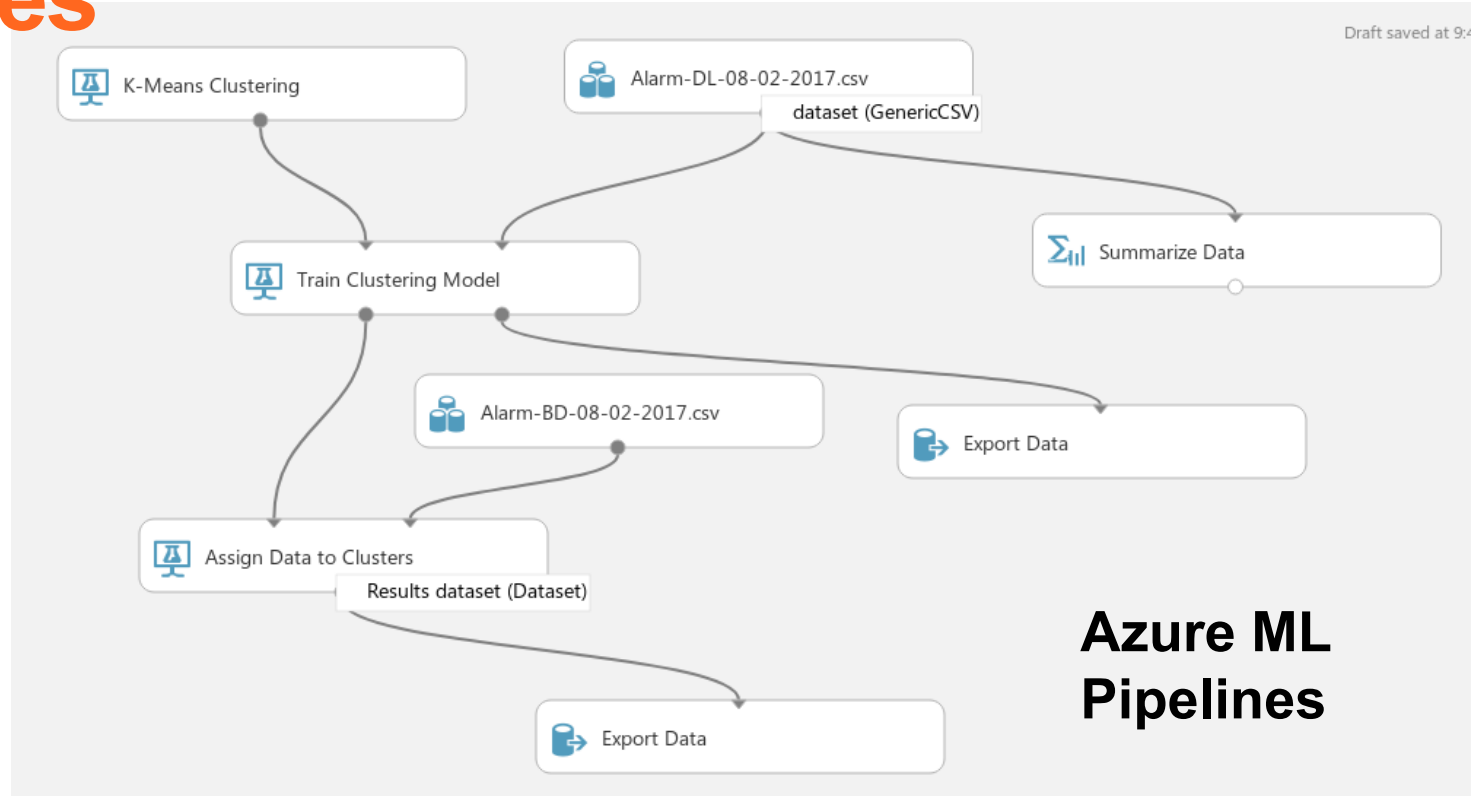 es
Draft saved at 9:4
K-Means Clustering
Alarm-DL-08-02-2017.csv
dataset (GenericCSV)
Summarize Data
Train Clustering Model
Alarm-BD-08-02-2017.csv
Export Data
Assign Data to Clusters
Results dataset (Dataset)
Azure ML
Pipelines
Export Data